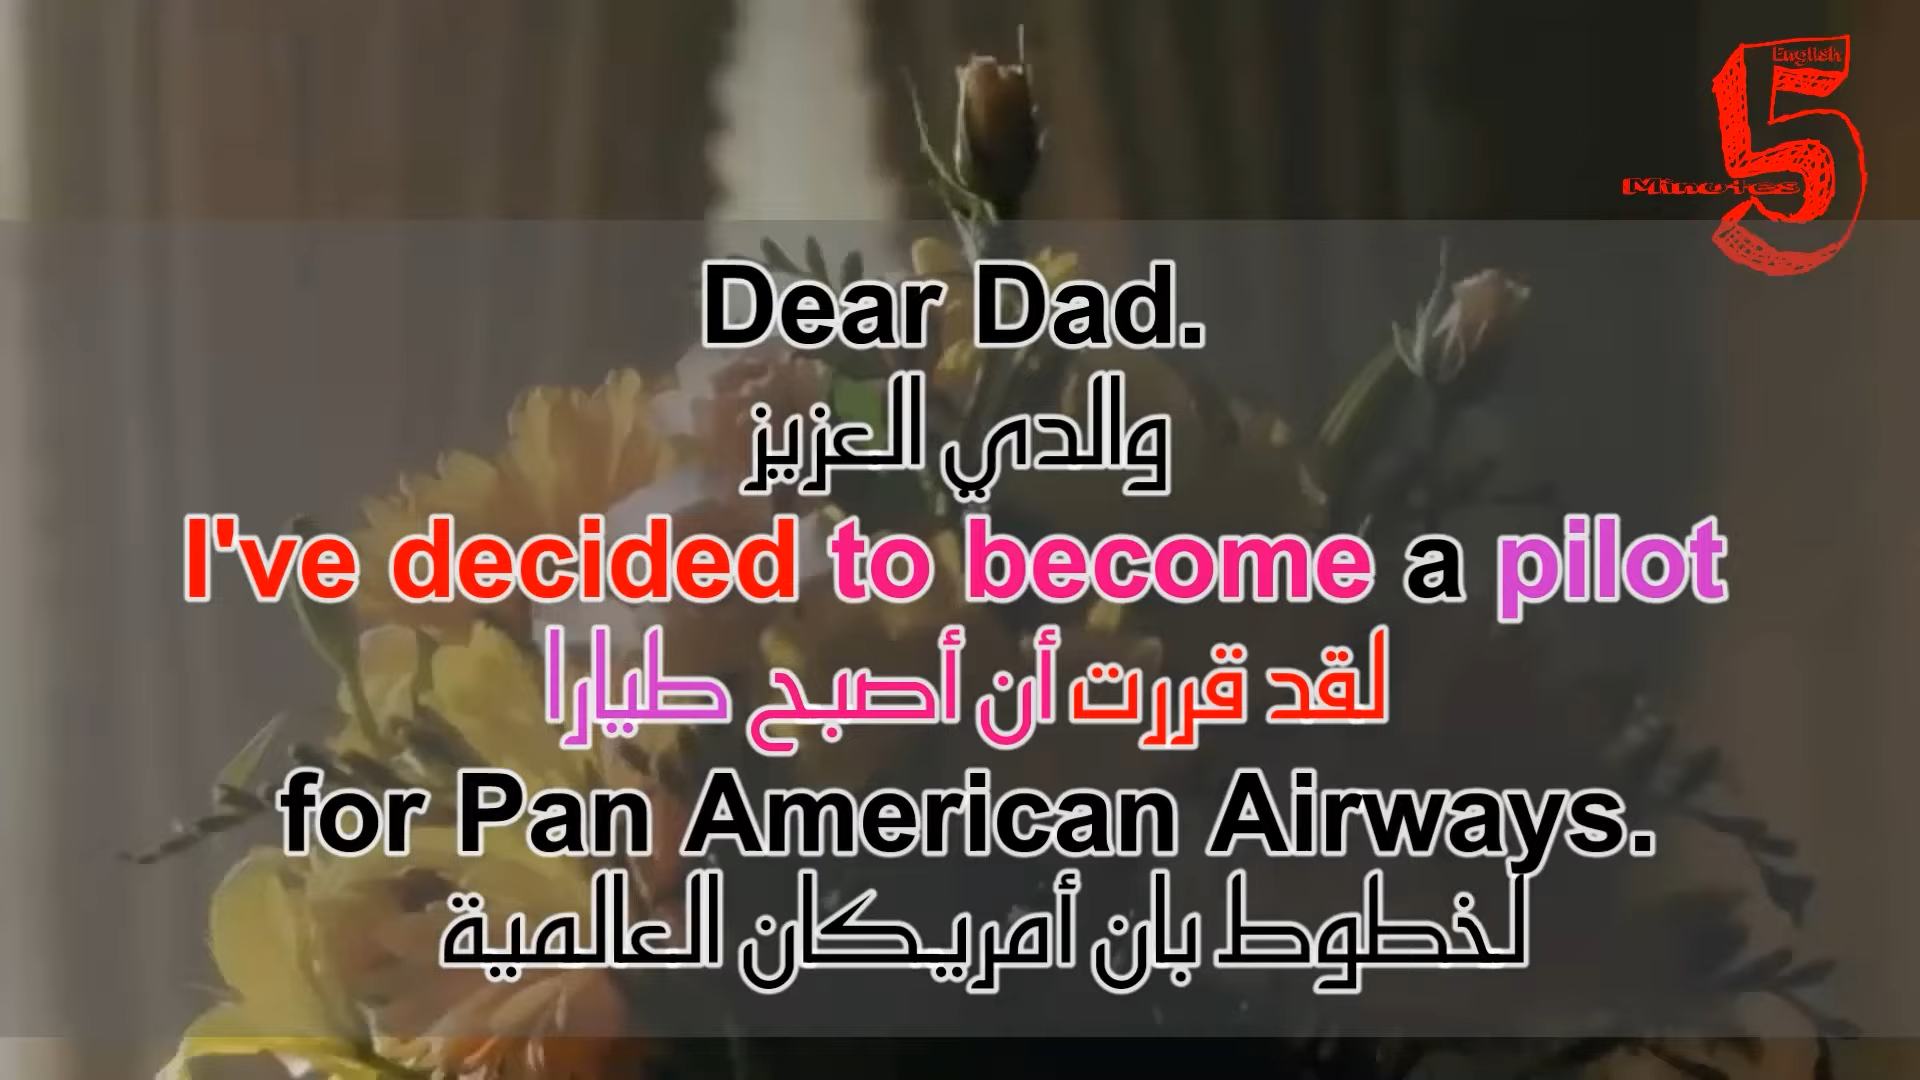 English
5
Minutes
Dear Dad.
والدي العزيز
I've decided to become a pilot
لقد قررت أن أصبح طيارا
for Pan American Airways.
لخطوط بان أمريكان العالمية